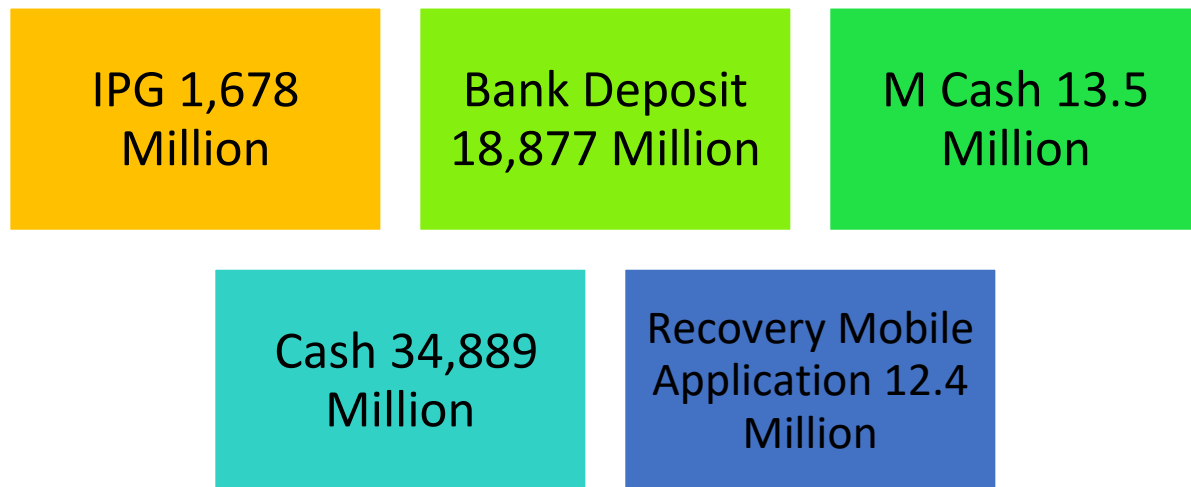 IPG 1,678
Million
Bank Deposit
18,877 Million
M Cash 13.5
Million
Cash 34,889
Million
Recovery Mobile
Application 12.4
Million